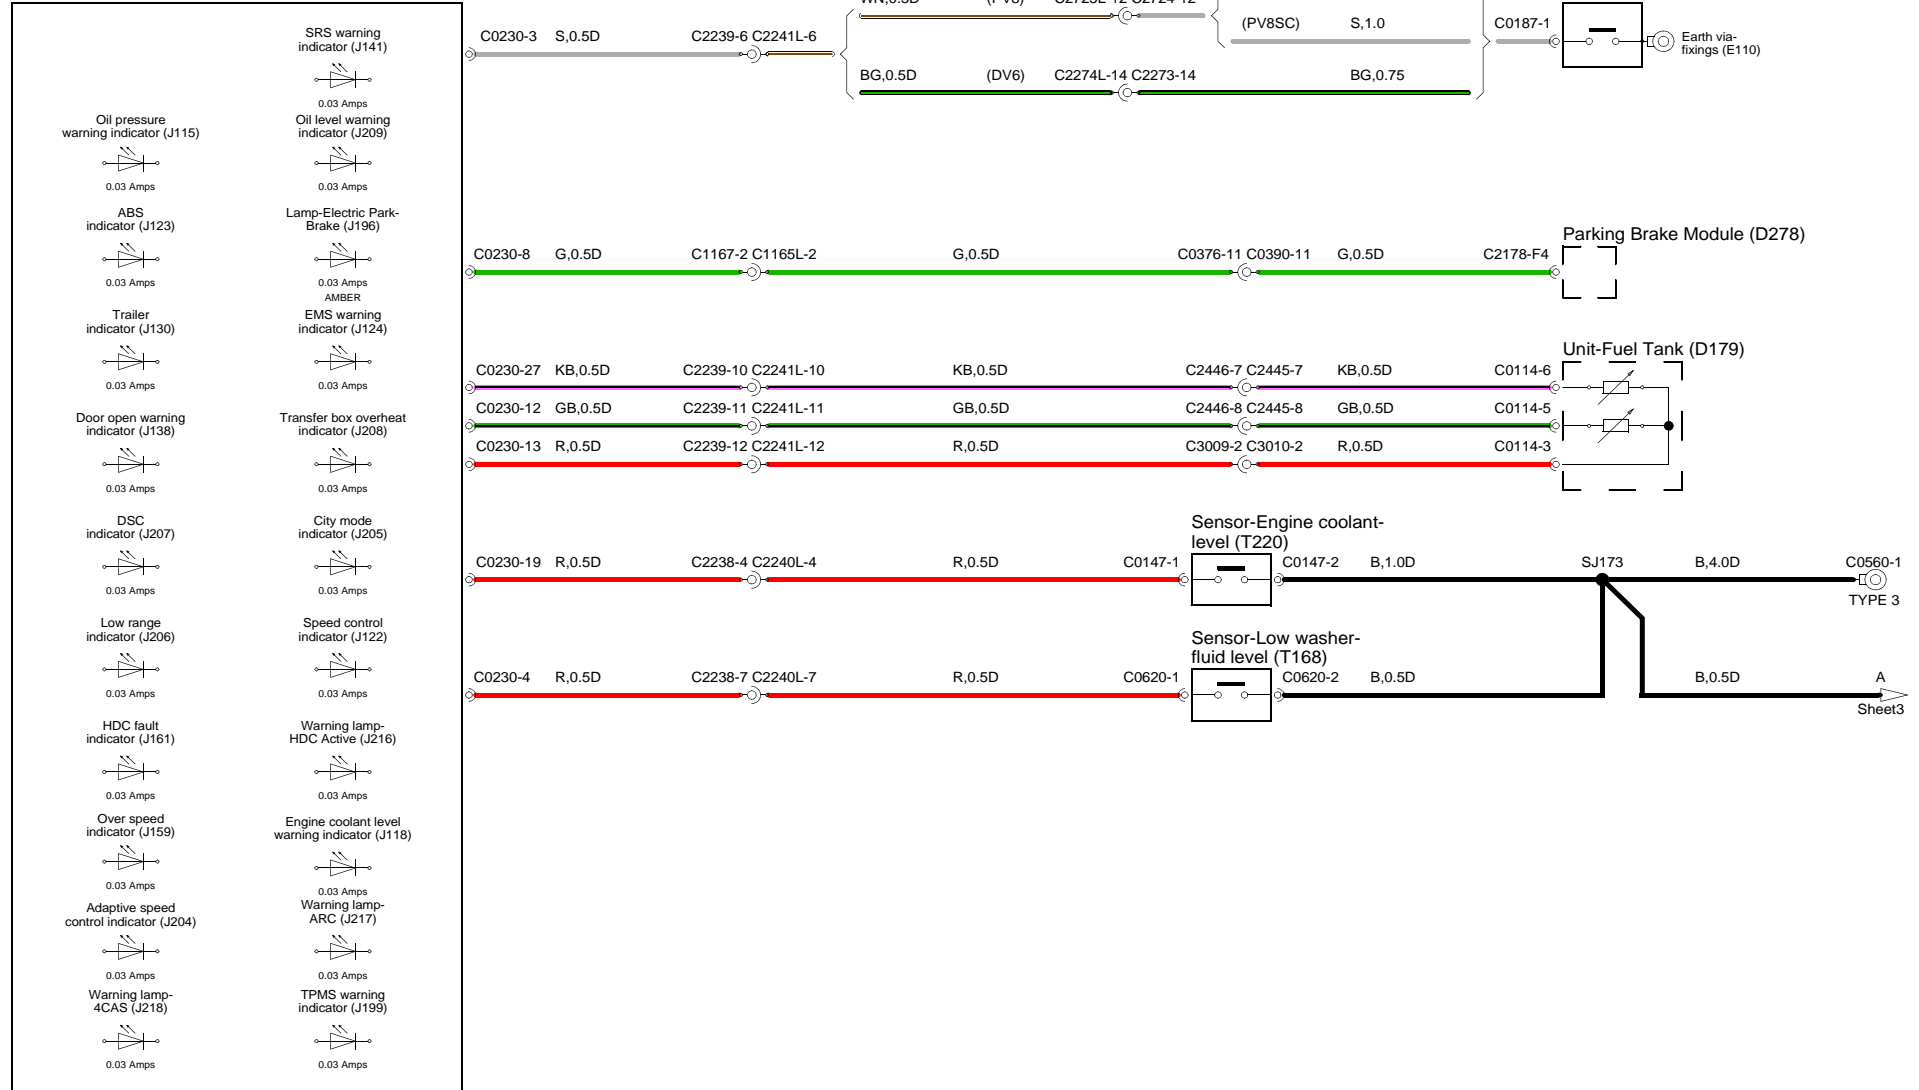 WN,0.5D (PV8) C2723L-12 C2724-12
SRS warning
indicator (J141)
0.03 Amps
C0230-3 S,0.5D C2239-6 C2241L-6
(PV8SC) S,1.0 C0187-1
Earth via-
fixings (E110)
BG,0.5D (DV6) C2274L-14 C2273-14 BG,0.75
Oil pressure
warning indicator (J115)
0.03 Amps
Oil level warning
indicator (J209)
0.03 Amps
ABS
indicator (J123)
0.03 Amps
Lamp-Electric Park-
Brake (J196)
0.03 Amps
AMBER
C0230-8 G,0.5D C1167-2 C1165L-2 G,0.5D C0376-11 C0390-11 G,0.5D C2178-F4
Parking Brake Module (D278)
Trailer
indicator (J130)
0.03 Amps
EMS warning
indicator (J124)
0.03 Amps
Unit-Fuel Tank (D179)
C0230-27 KB,0.5D C2239-10 C2241L-10 KB,0.5D C2446-7 C2445-7 KB,0.5D C0114-6
C0230-12 GB,0.5D C2239-11 C2241L-11 GB,0.5D C2446-8 C2445-8 GB,0.5D C0114-5
C0230-13 R,0.5D C2239-12 C2241L-12 R,0.5D C3009-2 C3010-2 R,0.5D C0114-3
Door open warning
indicator (J138)
0.03 Amps
Transfer box overheat
indicator (J208)
0.03 Amps
DSC
indicator (J207)
0.03 Amps
City mode
indicator (J205)
0.03 Amps
Sensor-Engine coolant-
level (T220)
C0230-19 R,0.5D C2238-4 C2240L-4 R,0.5D C0147-1 C0147-2 B,1.0D SJ173 B,4.0D C0560-1
TYPE 3
Low range
indicator (J206)
0.03 Amps
Speed control
indicator (J122)
0.03 Amps
Sensor-Low washer-
fluid level (T168)
C0230-4 R,0.5D C2238-7 C2240L-7 R,0.5D C0620-1 C0620-2 B,0.5D B,0.5D A
Sheet3
HDC fault
indicator (J161)
0.03 Amps
Warning lamp-
HDC Active (J216)
0.03 Amps
Over speed
indicator (J159)
0.03 Amps
Engine coolant level
warning indicator (J118)
0.03 Amps
Adaptive speed
control indicator (J204)
0.03 Amps
Warning lamp-
ARC (J217)
0.03 Amps
Warning lamp-
4CAS (J218)
0.03 Amps
TPMS warning
indicator (J199)
0.03 Amps